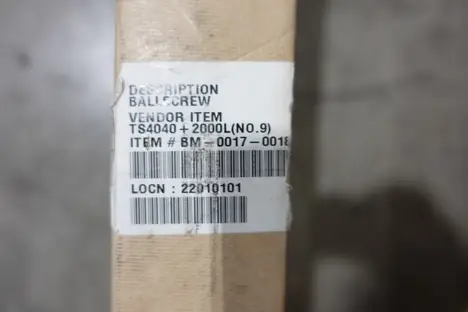 DESCRIPTION
BALLSCREW
VENDOR ITEM
TS4040+2000L(NO.9)
ITEM # BM-0017-0018
LOCN : 22010101